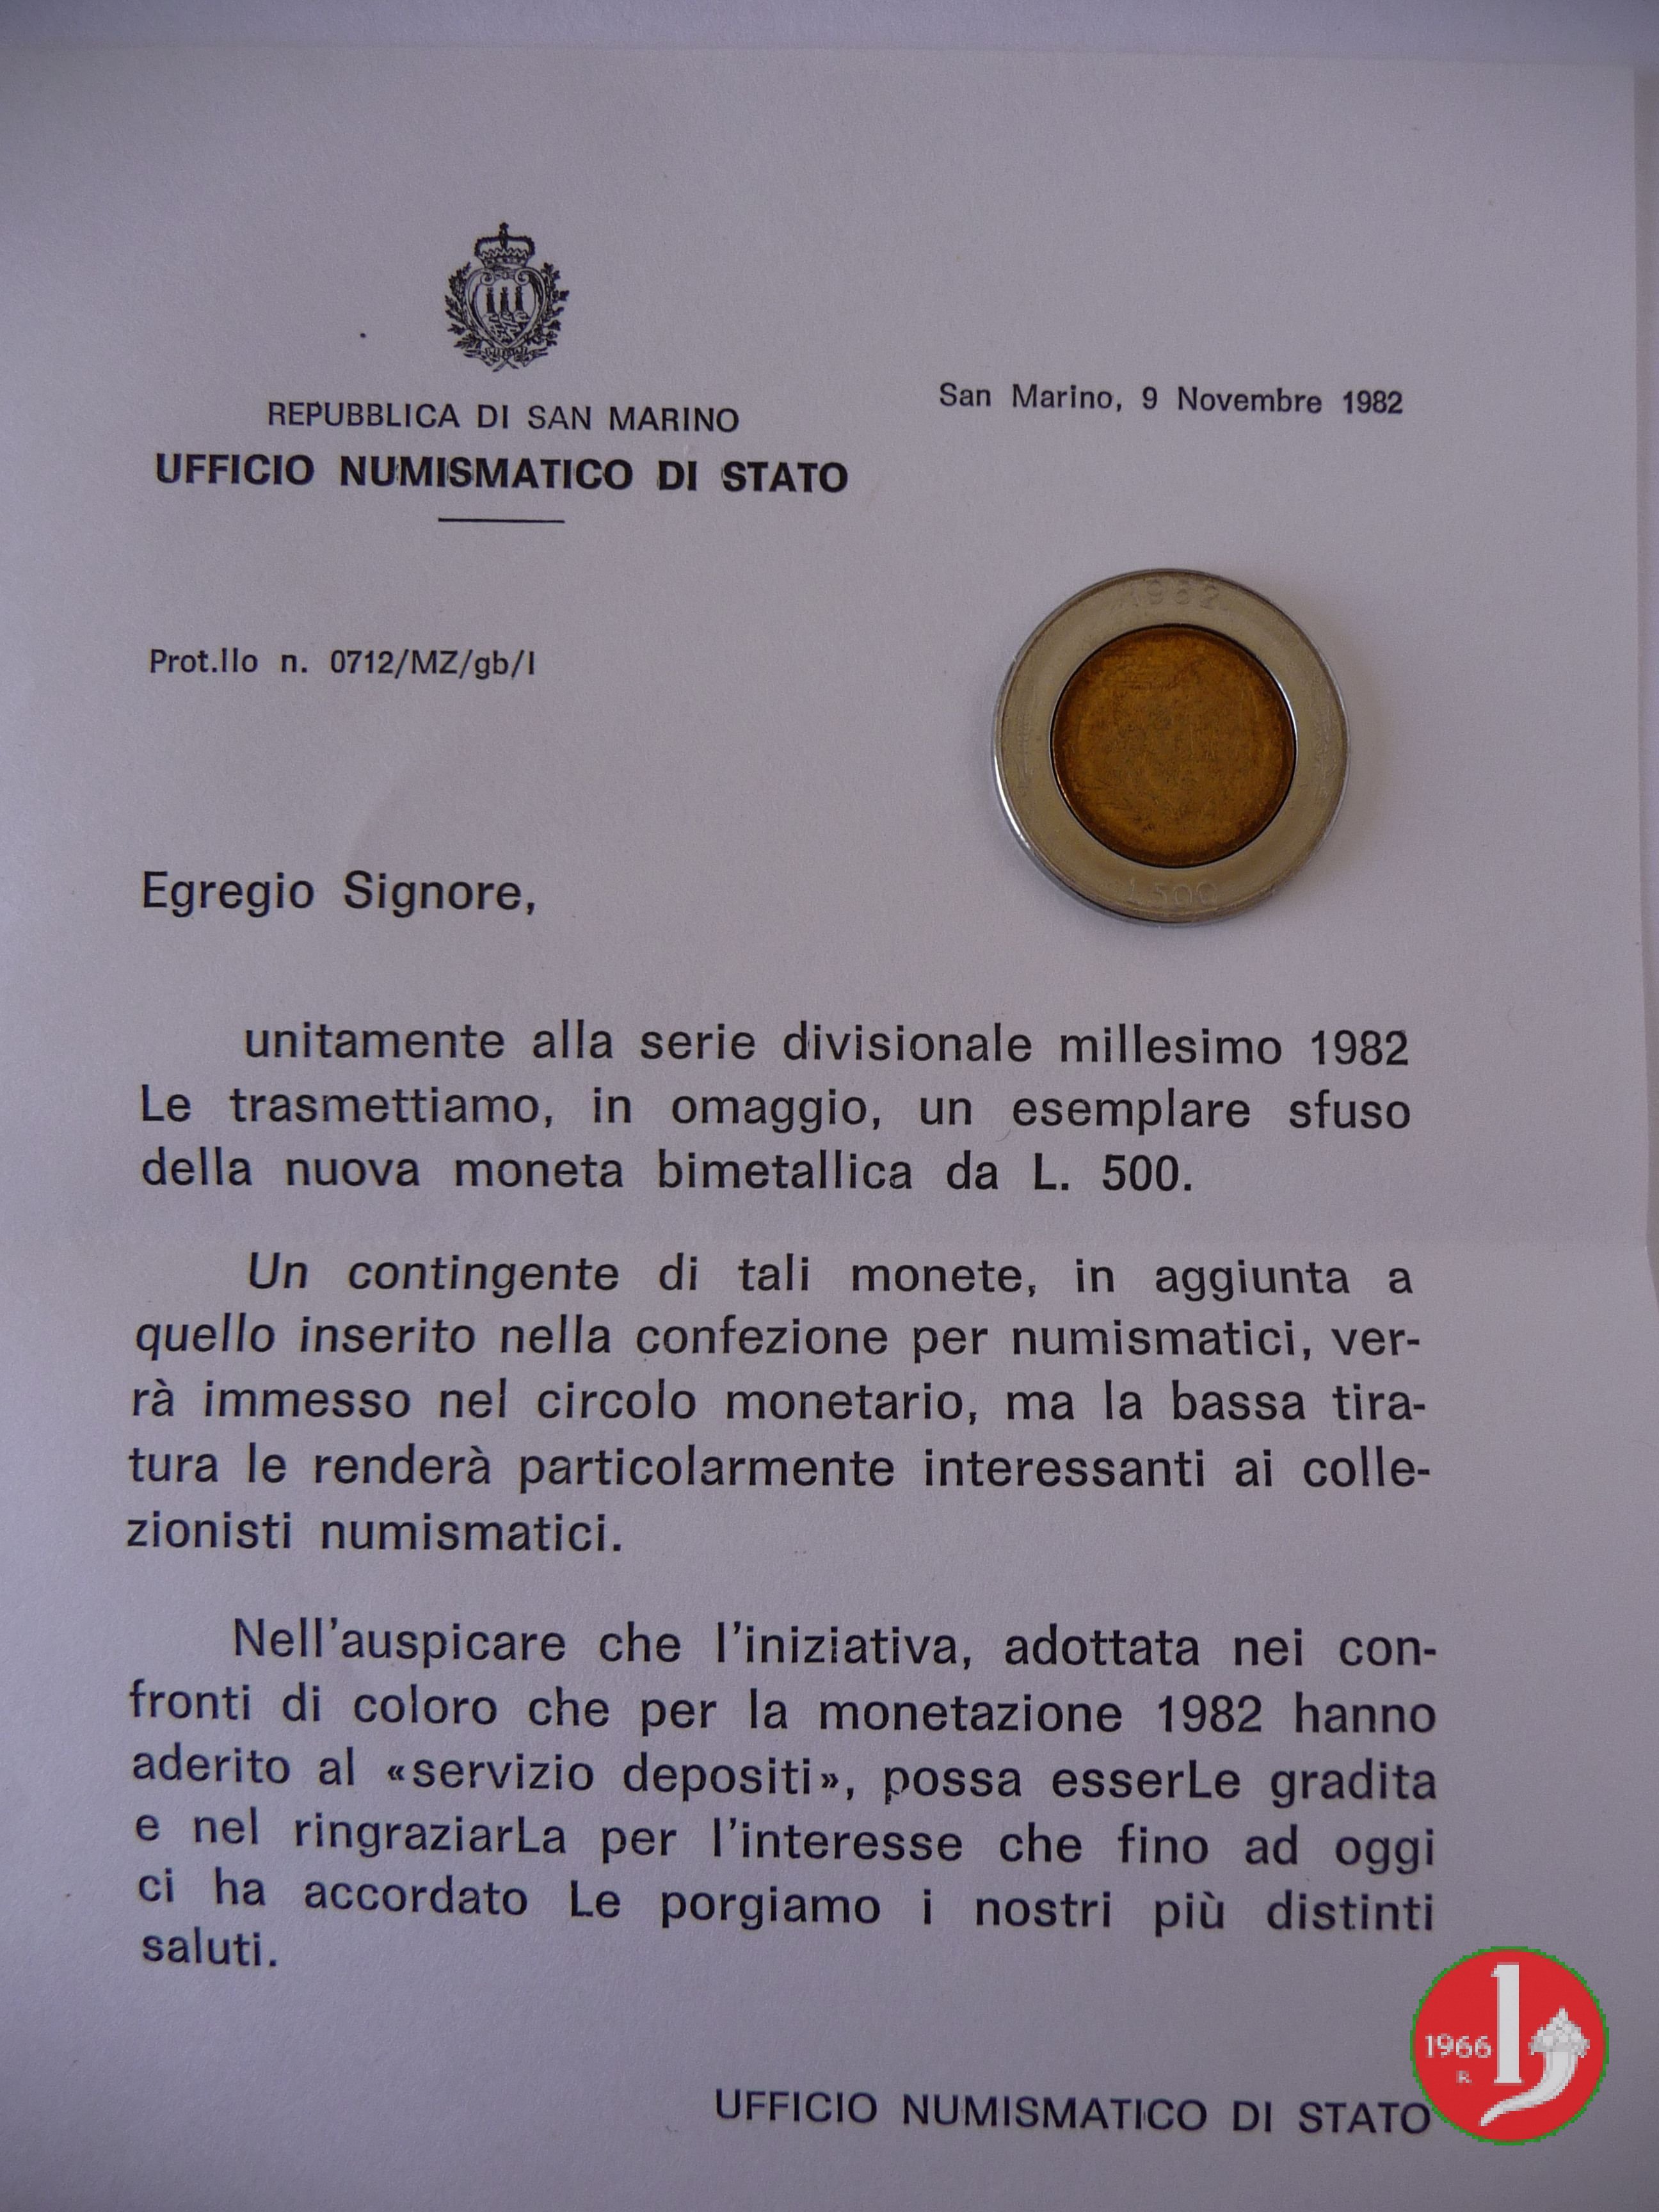 REPUBBLICA DI SAN MARINO
UFFICIO NUMISMATICO DI STATO
San Marino, 9 Novembre 1982
Prot.llo n. 0712/MZ/gb/l
1982
L.500
Egregio Signore,
unitamente alla serie divisionale millesimo 1982
Le trasmettiamo, in omaggio, un esemplare sfuso
della nuova moneta bimetallica da L. 500.
Un contingente di tali monete, in aggiunta a
quello inserito nella confezione per numismatici, ver-
rà immesso nel circolo monetario, ma la bassa tira-
tura le renderà particolarmente interessanti ai colle-
zionisti numismatici.
Nell'auspicare che l'iniziativa, adottata nei con-
fronti di coloro che per la monetazione 1982 hanno
aderito al «servizio depositi», possa esserLe gradita
e nel ringraziarLa per l'interesse che fino ad oggi
ci ha accordato Le porgiamo i nostri più distinti
saluti.
UFFICIO NUMISMATICO DI STATO
1966
R